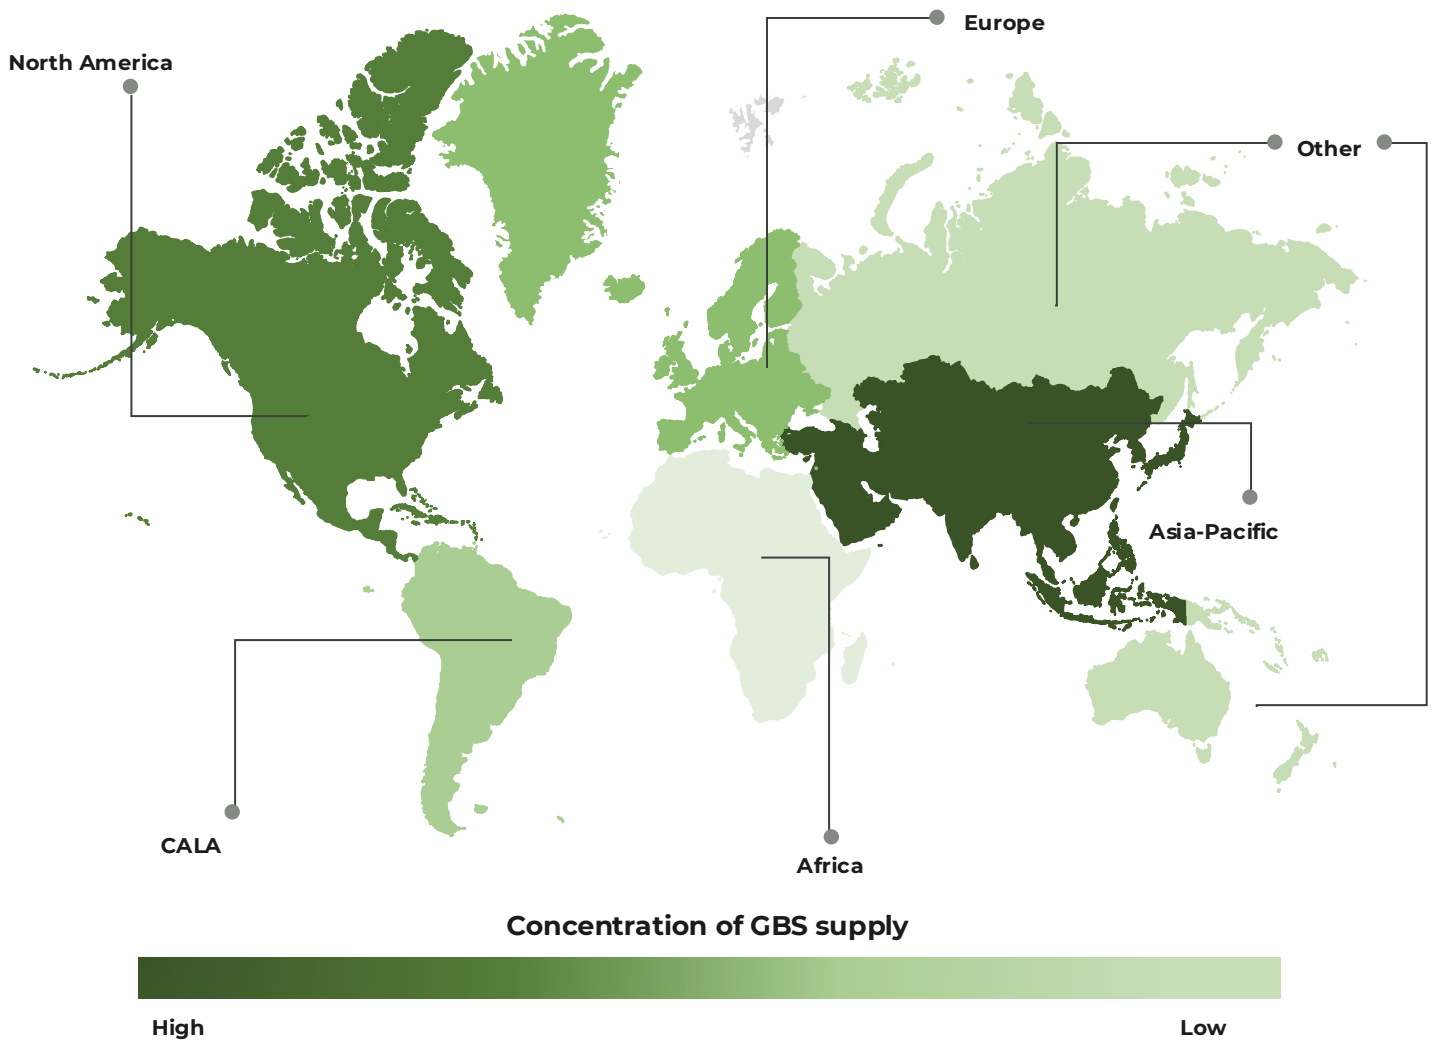 Europe
North America
Other
Asia-Pacific
CALA
Africa
Concentration of GBS supply
High
Low